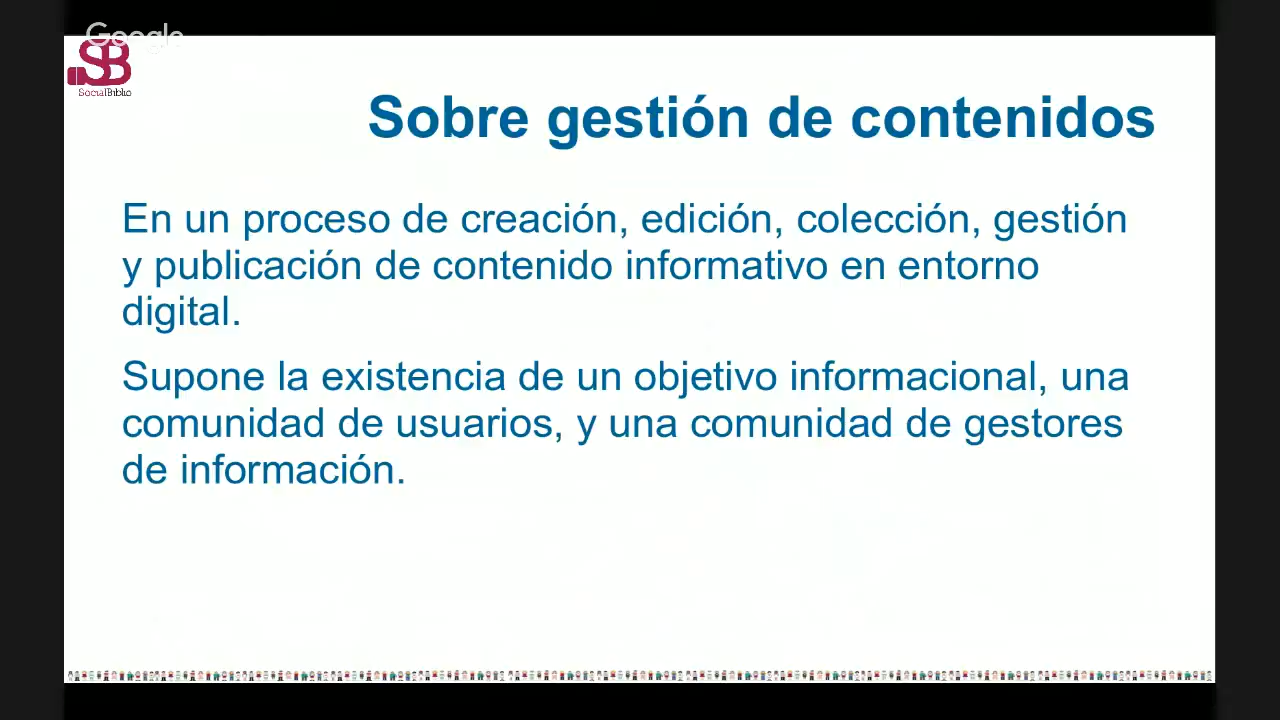 Google
SB
SocialBiblio
Sobre gestión de contenidos
En un proceso de creación, edición, colección, gestión
y publicación de contenido informativo en entorno
digital.
Supone la existencia de un objetivo informacional, una
comunidad de usuarios, y una comunidad de gestores
de información.